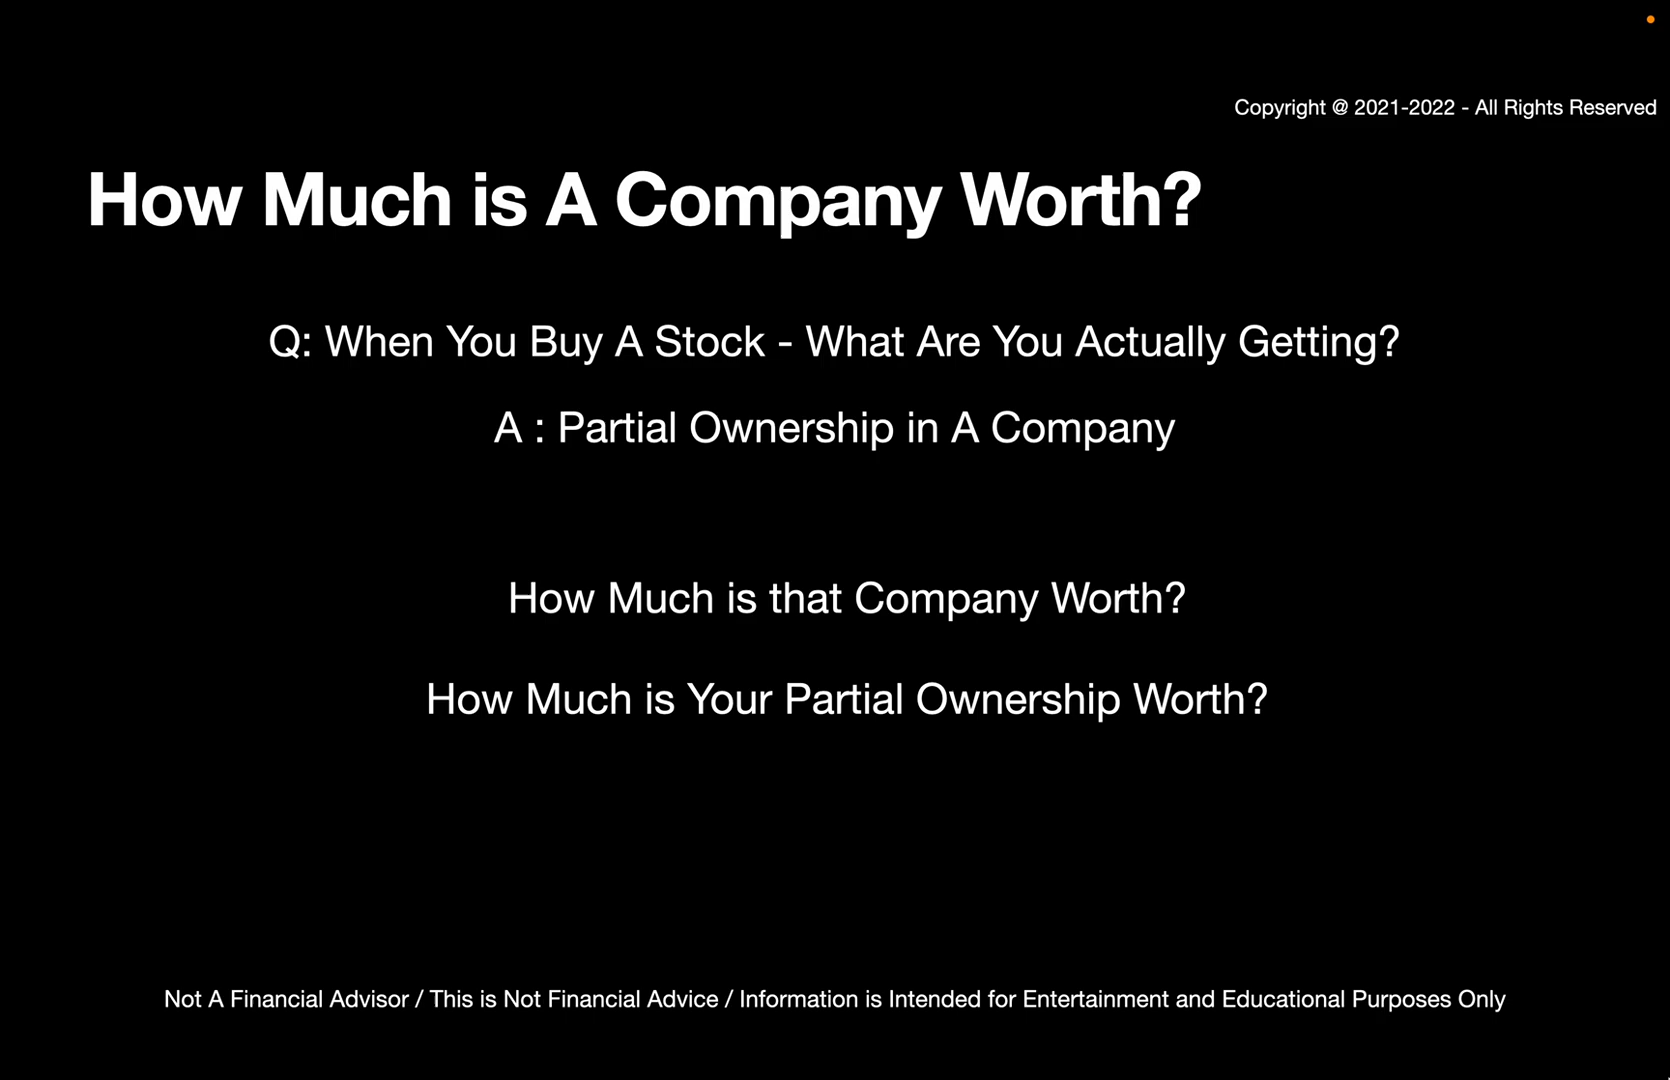 Copyright @ 2021-2022 - All Rights Reserved
How Much is A Company Worth?
Q: When You Buy A Stock - What Are You Actually Getting?
A : Partial Ownership in A Company
How Much is that Company Worth?
How Much is Your Partial Ownership Worth?
Not A Financial Advisor / This is Not Financial Advice / Information is Intended for Entertainment and Educational Purposes Only